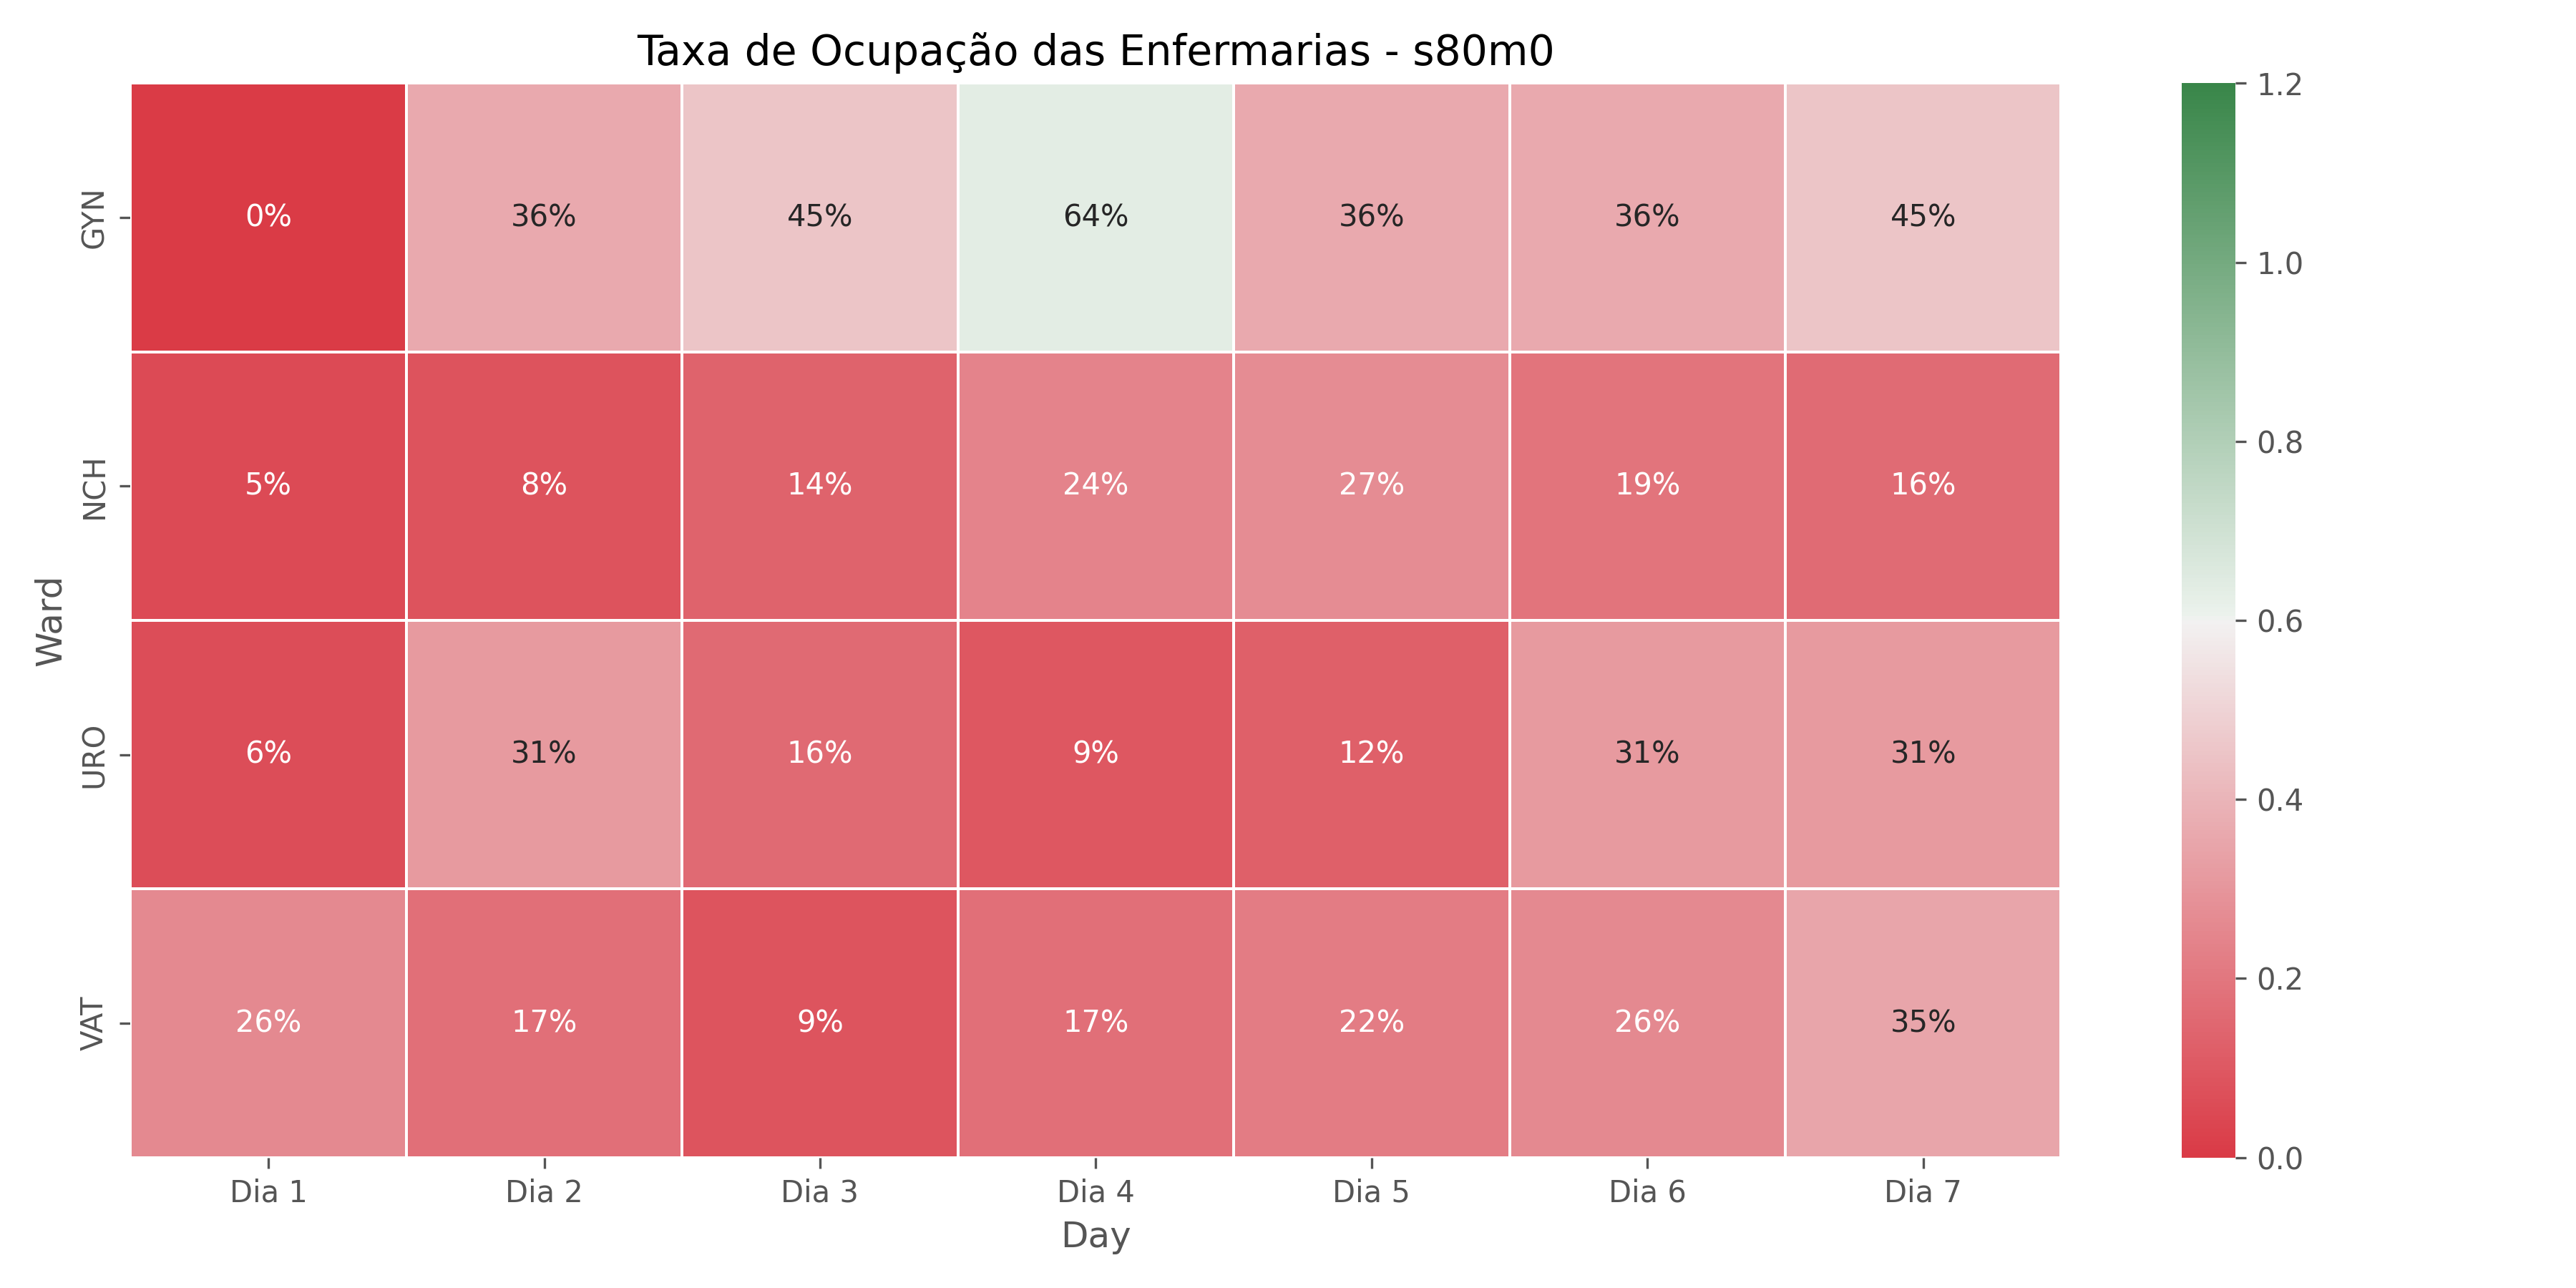 Taxa de Ocupação das Enfermarias - s80m0
Ward
GYN
0% 36% 45% 64% 36% 36% 45%
NCH
5% 8% 14% 24% 27% 19% 16%
URO
6% 31% 16% 9% 12% 31% 31%
VAT
26% 17% 9% 17% 22% 26% 35%
Dia 1 Dia 2 Dia 3 Dia 4 Dia 5 Dia 6 Dia 7
Day
1.2
1.0
0.8
0.6
0.4
0.2
0.0